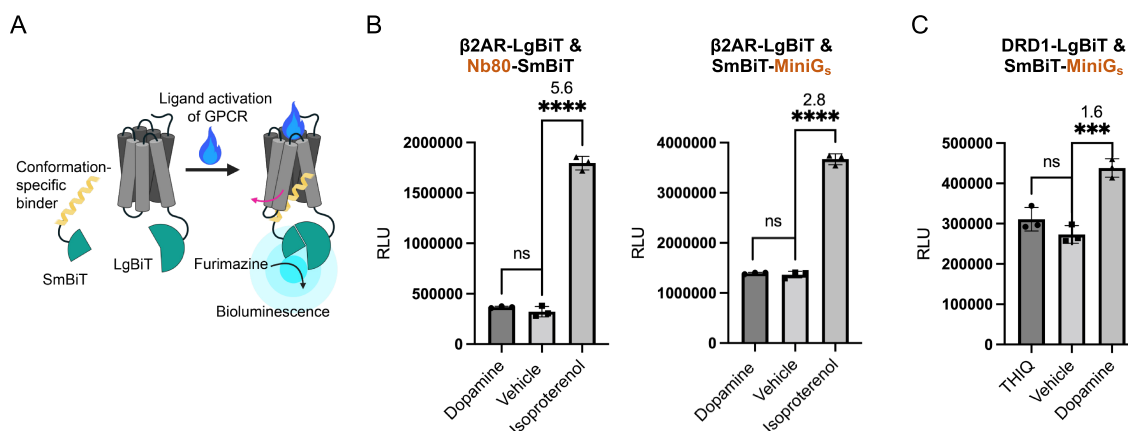 A
Ligand activation
of GPCR
Conformation-
specific
binder
SmBiT
LgBiT
Furimazine
Bioluminescence
B
β2AR-LgBiT &
Nb80-SmBiT
5.6
****
ns
RLU
2000000
1500000
1000000
500000
0
Dopamine
Vehicle
Isoproterenol
β2AR-LgBiT &
SmBiT-MiniGs
2.8
****
ns
RLU
4000000
3000000
4000000
1000000
0
Dopamine
Vehicle
Isoproterenol
C
DRD1-LgBiT &
SmBiT-MiniGs
1.6
***
ns
RLU
500000
400000
300000
200000
100000
0
THIQ
Vehicle
Dopamine